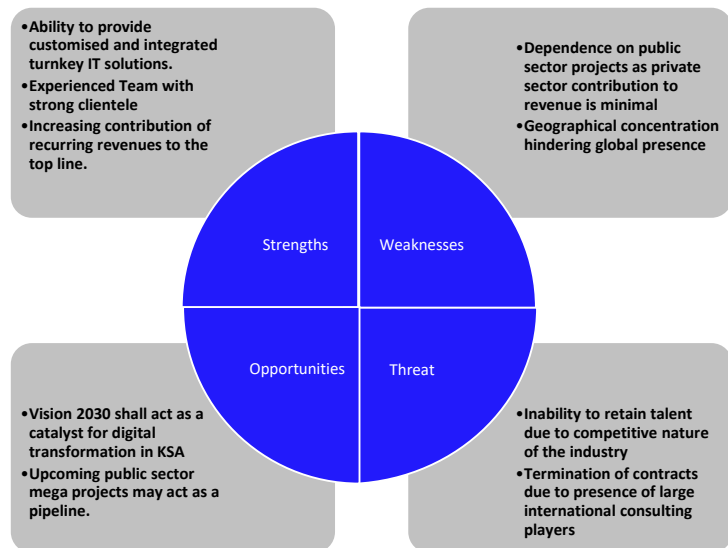 •Ability to provide
customised and integrated
turnkey IT solutions.
•Experienced Team with
strong clientele
•Increasing contribution of
recurring revenues to the
top line.
•Dependence on public
sector projects as private
sector contribution to
revenue is minimal
•Geographical concentration
hindering global presence
Strengths
Weaknesses
Opportunities
Threat
•Vision 2030 shall act as a
catalyst for digital
transformation in KSA
•Upcoming public sector
mega projects may act as a
pipeline.
•Inability to retain talent
due to competitive nature
of the industry
•Termination of contracts
due to presence of large
international consulting
players